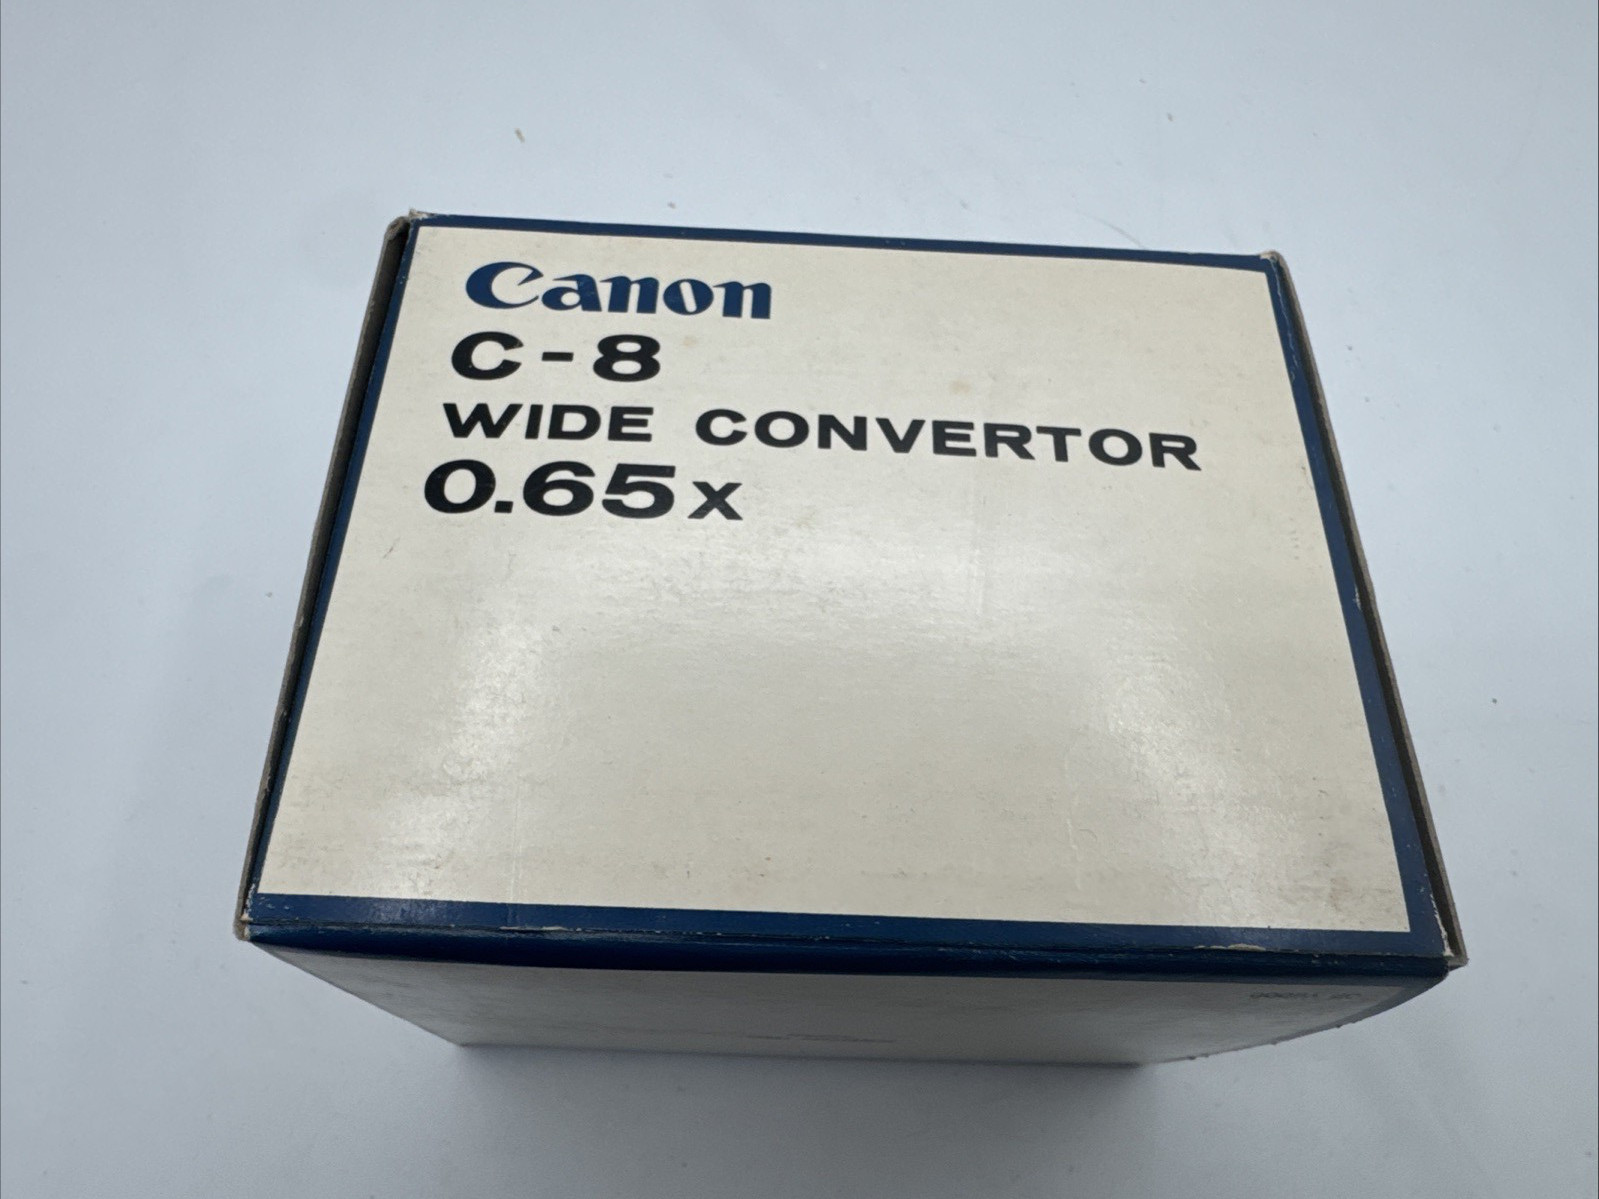 Canon
C-8
WIDE CONVERTOR
0.65x